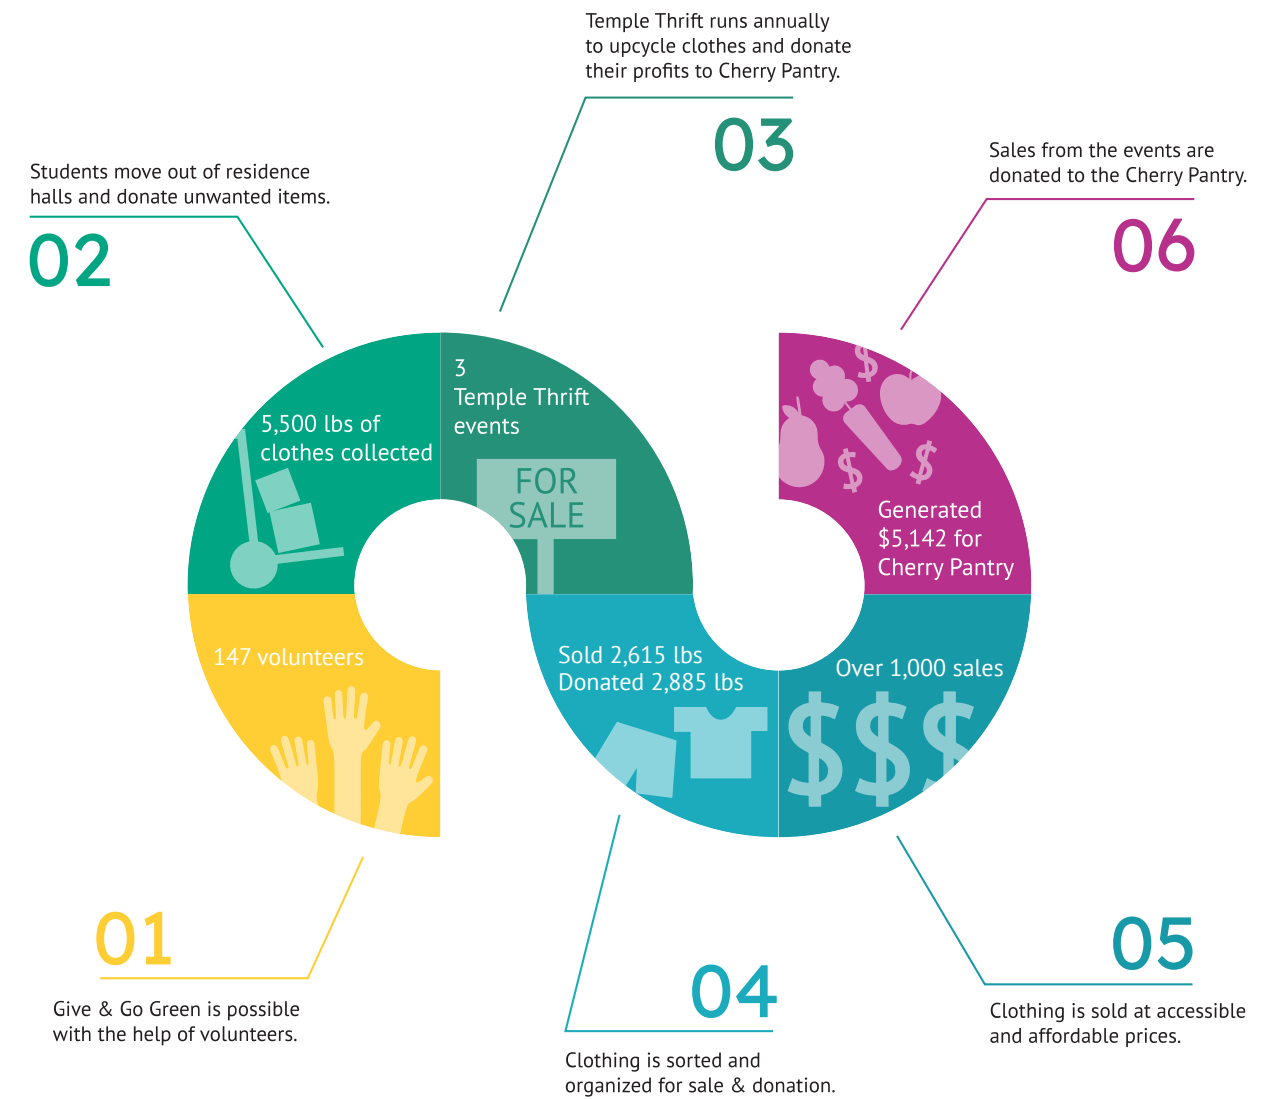 Temple Thrift runs annually
to upcycle clothes and donate
their profits to Cherry Pantry.
03
Sales from the events are
donated to the Cherry Pantry.
06
Students move out of residence
halls and donate unwanted items.
02
3
Temple Thrift
events
FOR
SALE
5,500 lbs of
clothes collected
$
$
$
Generated
$5,142 for
Cherry Pantry
147 volunteers
Sold 2,615 lbs
Donated 2,885 lbs
Over 1,000 sales
$$$
01
Give & Go Green is possible
with the help of volunteers.
04
Clothing is sorted and
organized for sale & donation.
05
Clothing is sold at accessible
and affordable prices.